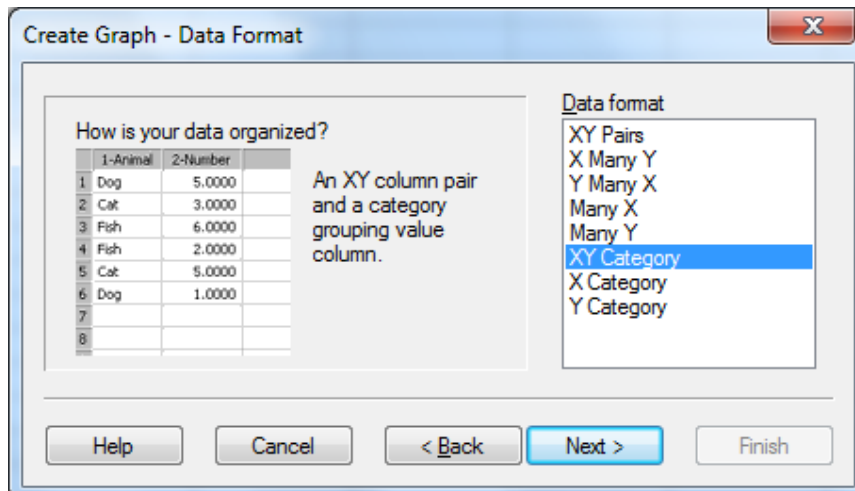 Create Graph - Data Format
X
How is your data organized?
1-Animal 2-Number
1 Dog 5.0000
2 Cat 3.0000
3 Fish 6.0000
4 Fish 2.0000
5 Cat 5.0000
6 Dog 1.0000
7
8
An XY column pair
and a category
grouping value
column.
Data format
XY Pairs
X Many Y
Y Many X
Many X
Many Y
XY Category
X Category
Y Category
Help Cancel < Back Next > Finish